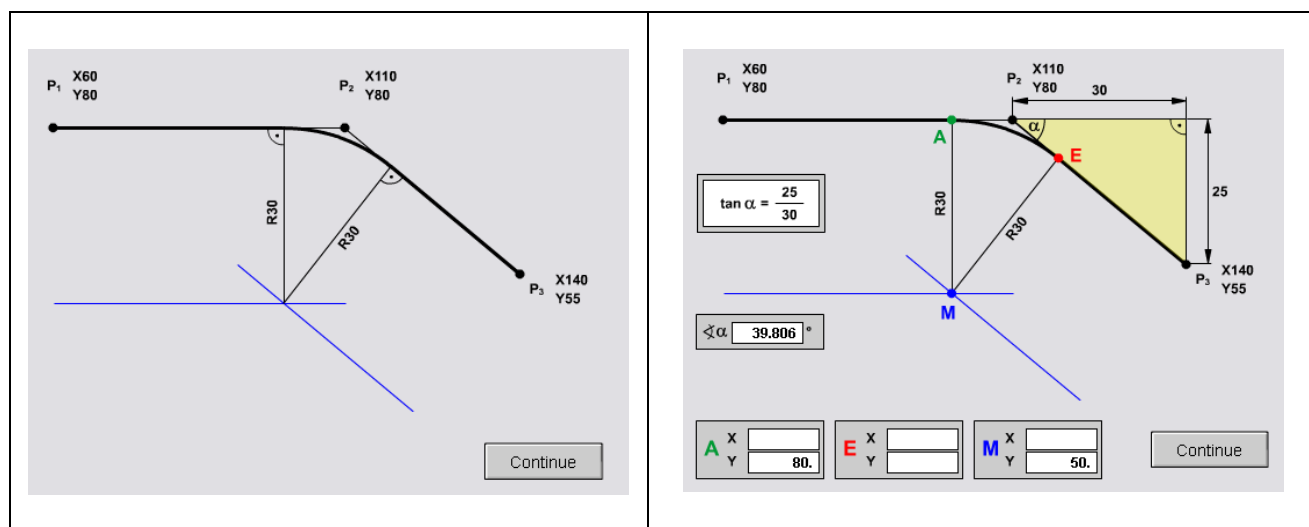 P₁ X60
Y80
P₂ X110
Y80
R30
R30
P₃ X140
Y55
Continue
P₁ X60
Y80
P₂ X110
Y80
30
α
A
E
tan α = 25
30
R30
R30
25
P₃ X140
Y55
M
∢α 39.806 °
A X
Y 80.
E X
Y
M X
Y 50.
Continue